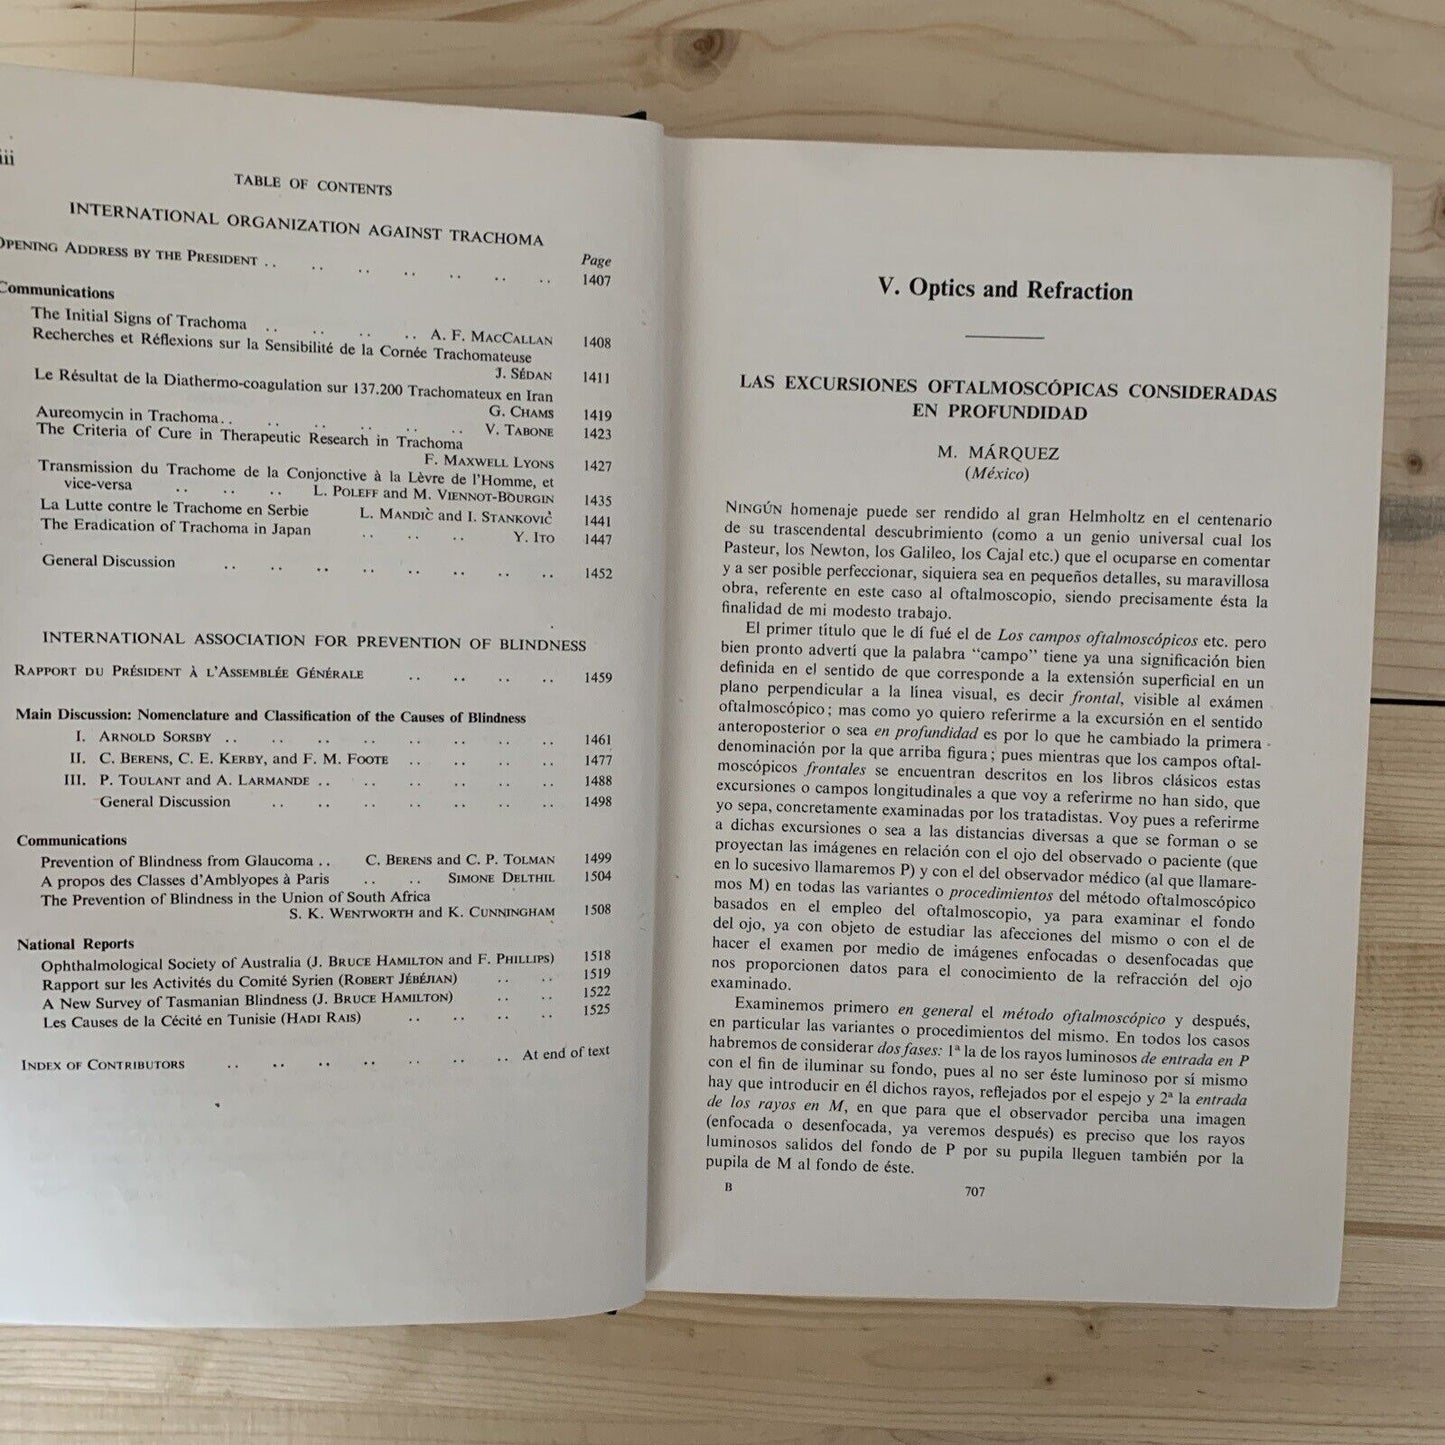 iii
TABLE OF CONTENTS
INTERNATIONAL ORGANIZATION AGAINST TRACHOMA
Page
OPENING ADDRESS BY THE PRESIDENT .. .. .. .. .. .. .. 1407
Communications
The Initial Signs of Trachoma .. .. .. .. A. F. MACCALLAN 1408
Recherches et Réflexions sur la Sensibilité de la Cornée Trachomateuse
J. SÉDAN 1411
Le Résultat de la Diathermo-coagulation sur 137.200 Trachomateux en Iran
G. CHAMS 1419
Aureomycin in Trachoma .. .. .. .. .. .. V. TABONE 1423
The Criteria of Cure in Therapeutic Research in Trachoma
F. MAXWELL LYONS 1427
Transmission du Trachome de la Conjonctive à la Lèvre de l'Homme, et
vice-versa .. .. .. L. POLEFF and M. VIENNOT-BOURGIN 1435
La Lutte contre le Trachome en Serbie L. MANDIĆ and I. STANKOVIĆ 1441
The Eradication of Trachoma in Japan .. .. .. Y. ITO 1447
General Discussion .. .. .. .. .. .. .. .. 1452
INTERNATIONAL ASSOCIATION FOR PREVENTION OF BLINDNESS
RAPPORT DU PRÉSIDENT À L'ASSEMBLÉE GÉNÉRALE .. .. .. .. 1459
Main Discussion: Nomenclature and Classification of the Causes of Blindness
I. ARNOLD SORSBY .. .. .. .. .. .. .. .. 1461
II. C. BERENS, C. E. KERBY, and F. M. FOOTE .. .. .. .. 1477
III. P. TOULANT and A. LARMANDE .. .. .. .. .. .. 1488
General Discussion .. .. .. .. .. .. .. 1498
Communications
Prevention of Blindness from Glaucoma .. C. BERENS and C. P. TOLMAN 1499
A propos des Classes d'Amblyopes à Paris .. .. SIMONE DELTHIL 1504
The Prevention of Blindness in the Union of South Africa
S. K. WENTWORTH and K. CUNNINGHAM 1508
National Reports
Ophthalmological Society of Australia (J. BRUCE HAMILTON and F. PHILLIPS) 1518
Rapport sur les Activités du Comité Syrien (ROBERT JÉBÉJIAN) .. .. 1519
A New Survey of Tasmanian Blindness (J. BRUCE HAMILTON) .. .. 1522
Les Causes de la Cécité en Tunisie (HADI RAIS) .. .. .. .. 1525
INDEX OF CONTRIBUTORS .. .. .. .. .. .. .. At end of text
V. Optics and Refraction
LAS EXCURSIONES OFTALMOSCÓPICAS CONSIDERADAS
EN PROFUNDIDAD
M. MÁRQUEZ
(México)
NINGÚN homenaje puede ser rendido al gran Helmholtz en el centenario
de su trascendental descubrimiento (como a un genio universal cual los
Pasteur, los Newton, los Galileo, los Cajal etc.) que el ocuparse en comentar
y a ser posible perfeccionar, siquiera sea en pequeños detalles, su maravillosa
obra, referente en este caso al oftalmoscopio, siendo precisamente ésta la
finalidad de mi modesto trabajo.
El primer título que le dí fué el de Los campos oftalmoscópicos etc. pero
bien pronto advertí que la palabra "campo" tiene ya una significación bien
definida en el sentido de que corresponde a la extensión superficial en un
plano perpendicular a la línea visual, es decir frontal, visible al exámen
oftalmoscópico; mas como yo quiero referirme a la excursión en el sentido
anteroposterior o sea en profundidad es por lo que he cambiado la primera
denominación por la que arriba figura; pues mientras que los campos oftal-
moscópicos frontales se encuentran descritos en los libros clásicos estas
excursiones o campos longitudinales a que voy a referirme no han sido, que
yo sepa, concretamente examinadas por los tratadistas. Voy pues a referirme
a dichas excursiones o sea a las distancias diversas a que se forman o se
proyectan las imágenes en relación con el ojo del observado o paciente (que
en lo sucesivo llamaremos P) y con el del observador médico (al que llamare-
mos M) en todas las variantes o procedimientos del método oftalmoscópico
basados en el empleo del oftalmoscopio, ya para examinar el fondo
del ojo, ya con objeto de estudiar las afecciones del mismo o con el de
hacer el examen por medio de imágenes enfocadas o desenfocadas que
nos proporcionen datos para el conocimiento de la refracción del ojo
examinado.
Examinemos primero en general el método oftalmoscópico y después,
en particular las variantes o procedimientos del mismo. En todos los casos
habremos de considerar dos fases: 1ª la de los rayos luminosos de entrada en P
con el fin de iluminar su fondo, pues al no ser éste luminoso por sí mismo
hay que introducir en él dichos rayos, reflejados por el espejo y 2ª la entrada
de los rayos en M, en que para que el observador perciba una imagen
(enfocada o desenfocada, ya veremos después) es preciso que los rayos
luminosos salidos del fondo de P por su pupila lleguen también por la
pupila de M al fondo de éste.
B 707